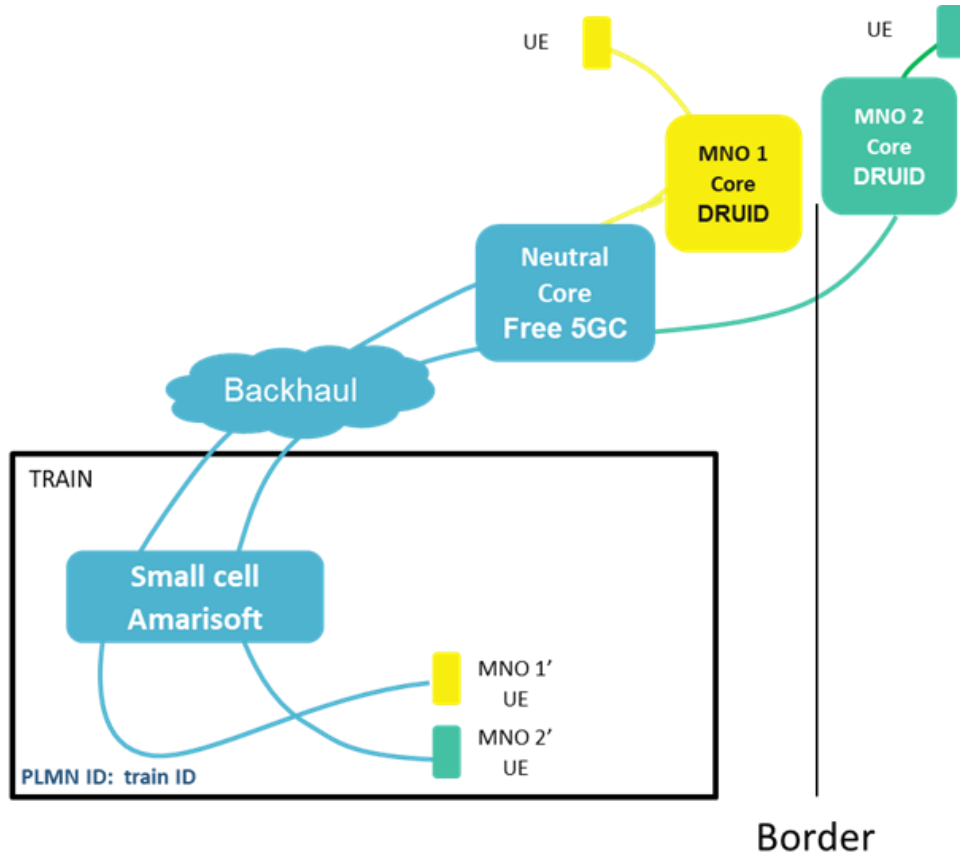 UE
UE
MNO 1
Core
DRUID
MNO 2
Core
DRUID
Neutral
Core
Free 5GC
Backhaul
TRAIN
Small cell
Amarisoft
MNO 1’
UE
MNO 2’
UE
PLMN ID: train ID
Border